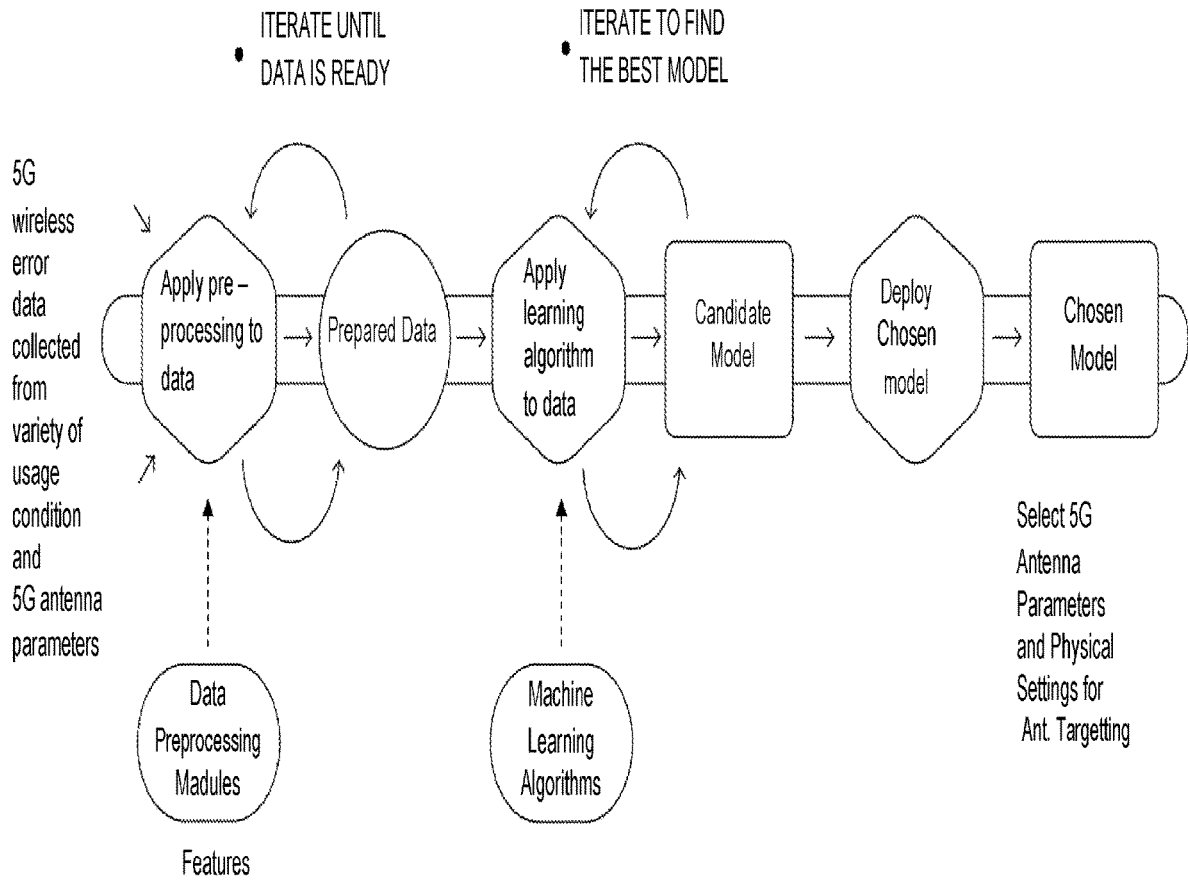 ITERATE UNTIL
DATA IS READY
ITERATE TO FIND
THE BEST MODEL
5G
wireless
error
data
collected
from
variety of
usage
condition
and
5G antenna
parameters
Apply pre –
processing to
data
Prepared Data
Apply
learning
algorithm
to data
Candidate
Model
Deploy
Chosen
model
Chosen
Model
Select 5G
Antenna
Parameters
and Physical
Settings for
Ant. Targetting
Data
Preprocessing
Madules
Machine
Learning
Algorithms
Features